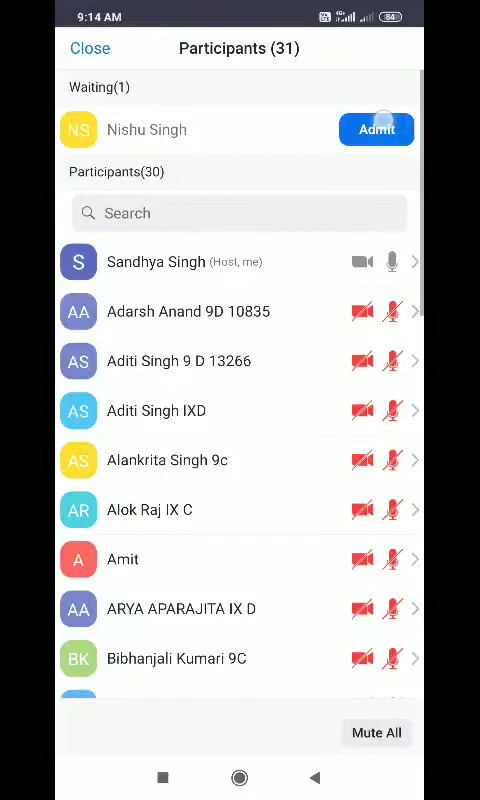 9:14 AM 4G+ 84
Close Participants (31)
Waiting(1)
NS Nishu Singh Admit
Participants(30)
Search
S Sandhya Singh (Host, me)
AA Adarsh Anand 9D 10835
AS Aditi Singh 9 D 13266
AS Aditi Singh IXD
AS Alankrita Singh 9c
AR Alok Raj IX C
A Amit
AA ARYA APARAJITA IX D
BK Bibhanjali Kumari 9C
Mute All